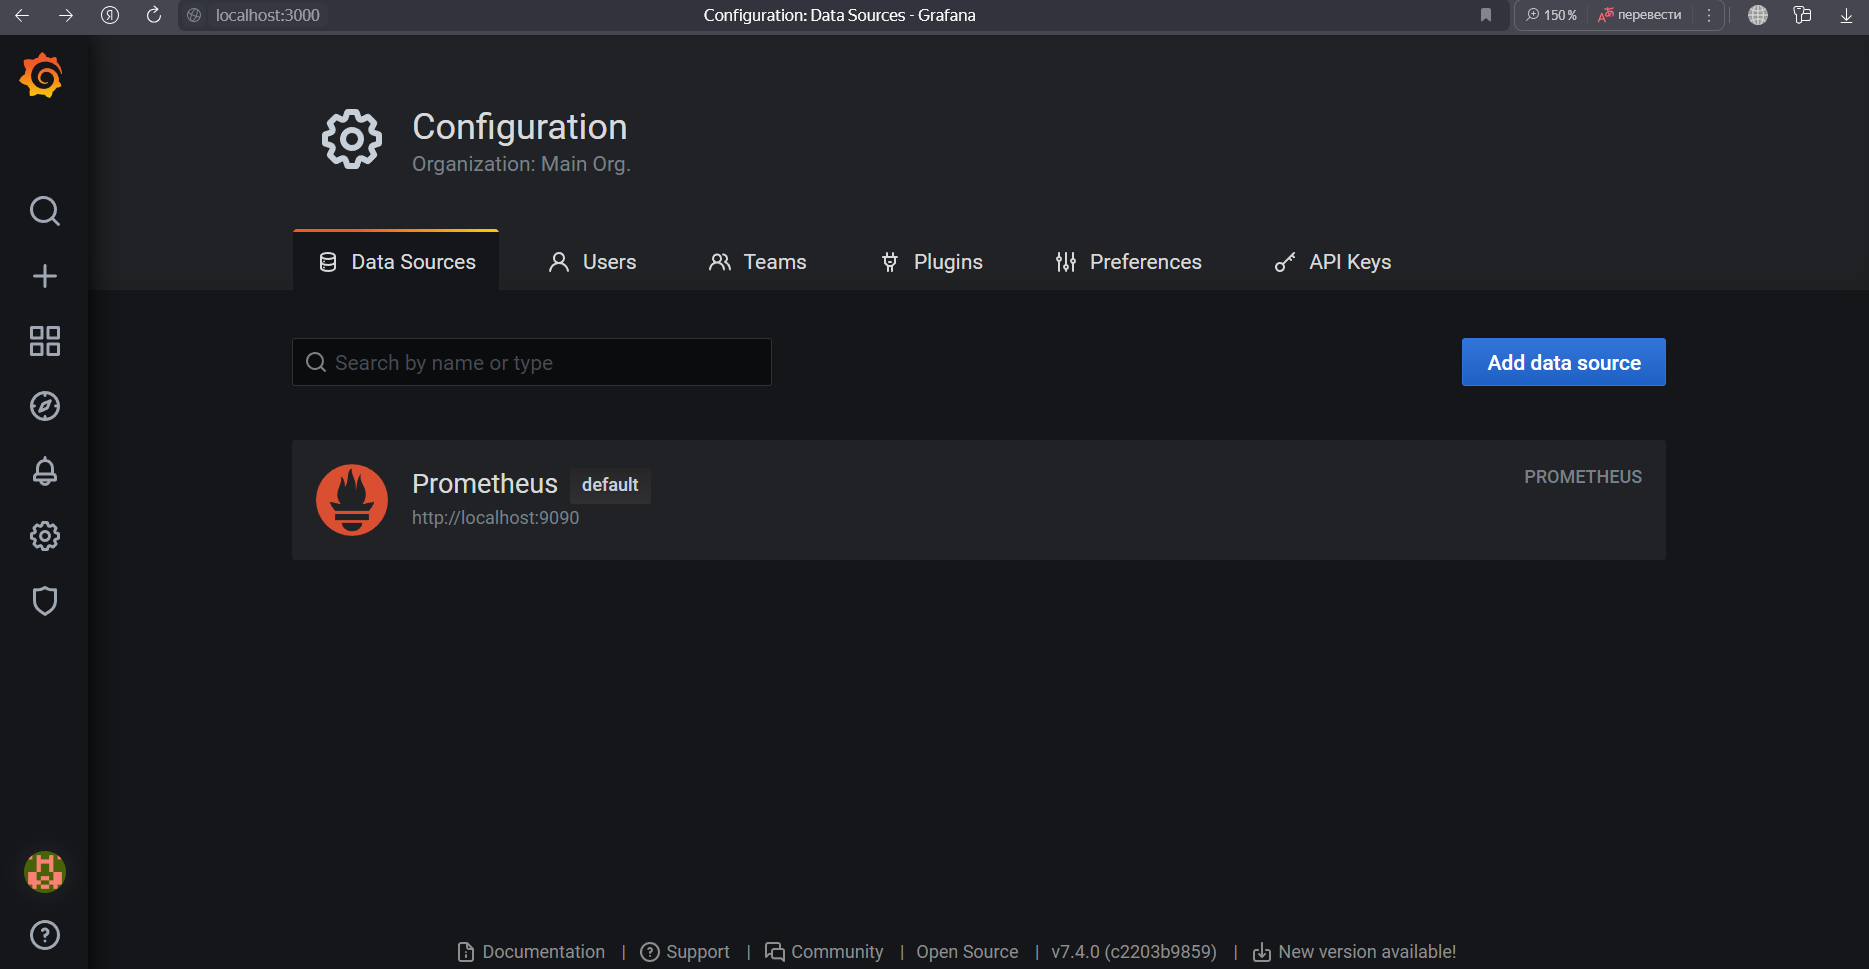 localhost:3000
Configuration: Data Sources - Grafana
150 %
перевести
Configuration
Organization: Main Org.
Data Sources
Users
Teams
Plugins
Preferences
API Keys
Search by name or type
Add data source
Prometheus
default
PROMETHEUS
http://localhost:9090
Documentation | Support | Community | Open Source | v7.4.0 (c2203b9859) | New version available!